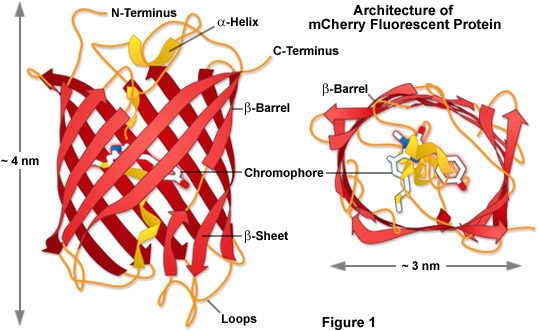 Architecture of
mCherry Fluorescent Protein
N-Terminus
α-Helix
C-Terminus
β-Barrel
~ 4 nm
Chromophore
β-Sheet
Loops
β-Barrel
~ 3 nm
Figure 1